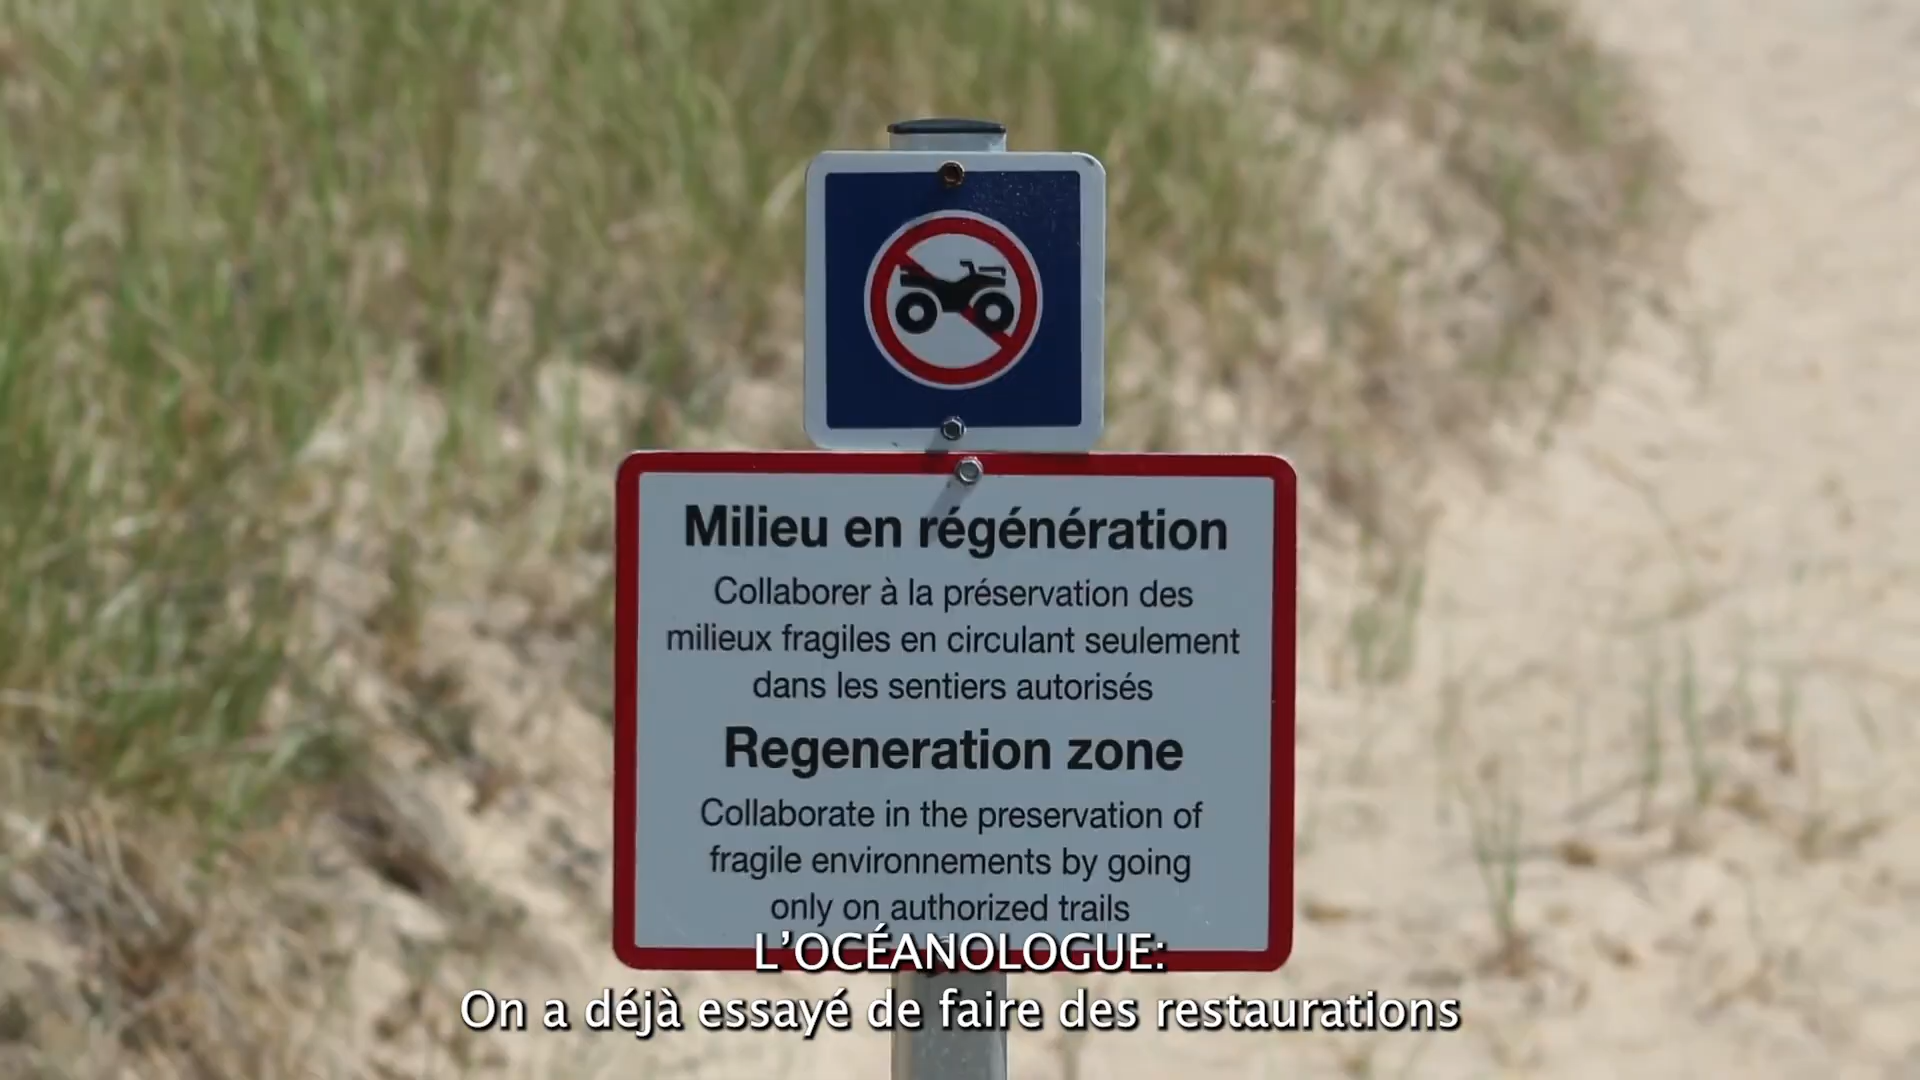 Milieu en régénération
Collaborer à la préservation des
milieux fragiles en circulant seulement
dans les sentiers autorisés
Regeneration zone
Collaborate in the preservation of
fragile environnements by going
only on authorized trails
L’OCÉANOLOGUE:
On a déjà essayé de faire des restaurations